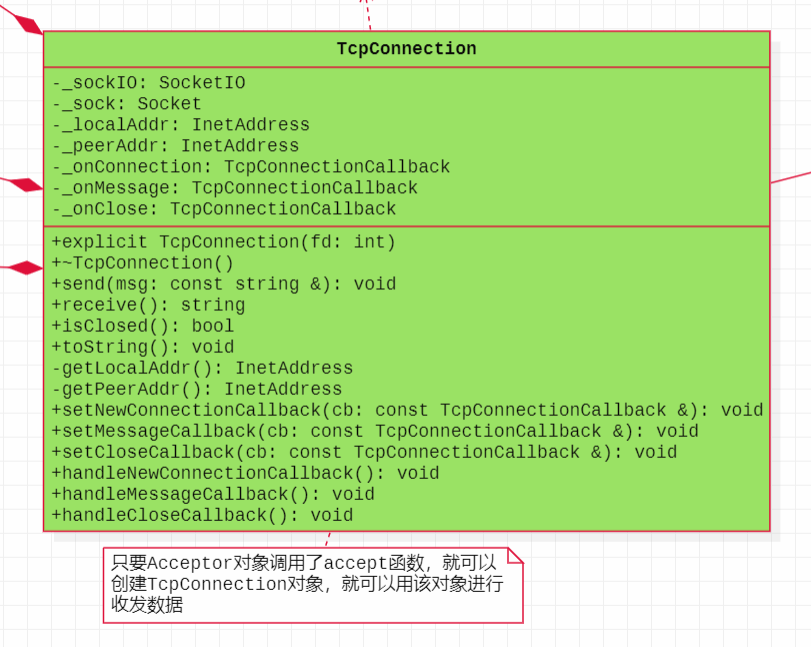 TcpConnection
-_sockIO: SocketIO
-_sock: Socket
-_localAddr: InetAddress
-_peerAddr: InetAddress
-_onConnection: TcpConnectionCallback
-_onMessage: TcpConnectionCallback
-_onClose: TcpConnectionCallback
+explicit TcpConnection(fd: int)
+~TcpConnection()
+send(msg: const string &): void
+receive(): string
+isClosed(): bool
+toString(): void
-getLocalAddr(): InetAddress
-getPeerAddr(): InetAddress
+setNewConnectionCallback(cb: const TcpConnectionCallback &): void
+setMessageCallback(cb: const TcpConnectionCallback &): void
+setCloseCallback(cb: const TcpConnectionCallback &): void
+handleNewConnectionCallback(): void
+handleMessageCallback(): void
+handleCloseCallback(): void
只要Acceptor对象调用了accept函数，就可以
创建TcpConnection对象，就可以用该对象进行
收发数据